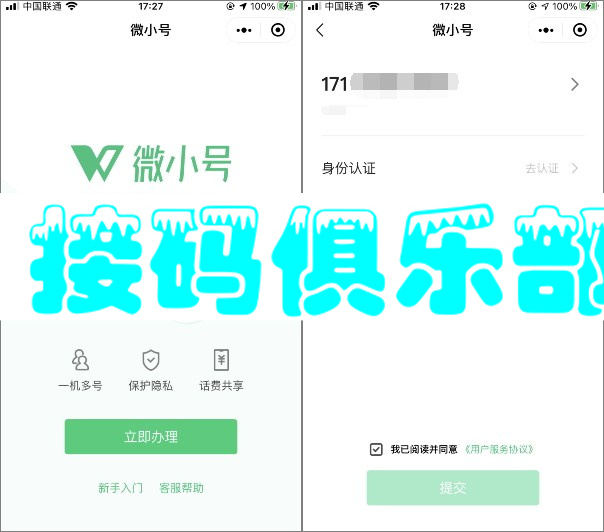 中国联通 17:27 100%
微小号
微小号
一机多号 保护隐私 话费共享
立即办理
新手入门 客服帮助
中国联通 17:28 100%
微小号
171
身份认证 去认证
我已阅读并同意《用户服务协议》
提交
接码俱乐部